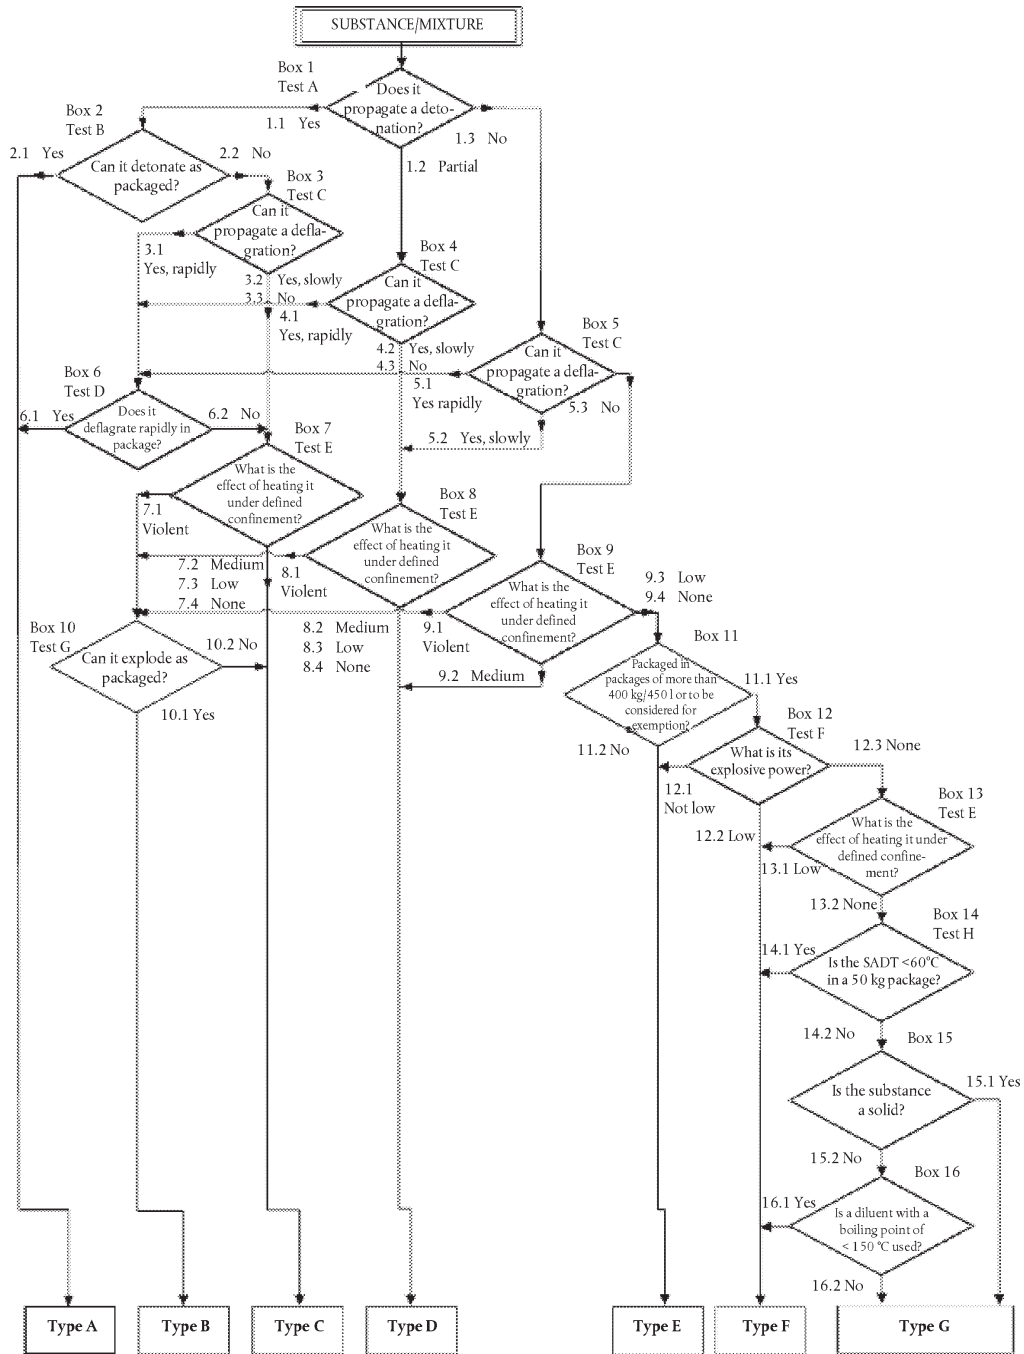 SUBSTANCE/MIXTURE
Box 1
Test A
Does it
propagate a deto-
nation?
1.1 Yes
1.2 Partial
1.3 No
Box 2
Test B
Can it detonate as
packaged?
2.1 Yes
2.2 No
Box 3
Test C
Can it
propagate a defla-
gration?
3.1
Yes, rapidly
3.2 Yes, slowly
3.3 No
Box 4
Test C
Can it
propagate a defla-
gration?
4.1
Yes, rapidly
4.2 Yes, slowly
4.3 No
Box 5
Test C
Can it
propagate a defla-
gration?
5.1
Yes rapidly
5.2 Yes, slowly
5.3 No
Box 6
Test D
Does it
deflagrate rapidly in
package?
6.1 Yes
6.2 No
Box 7
Test E
What is the
effect of heating it
under defined
confinement?
7.1
Violent
7.2 Medium
7.3 Low
7.4 None
Box 8
Test E
What is the
effect of heating it
under defined
confinement?
8.1
Violent
8.2 Medium
8.3 Low
8.4 None
Box 9
Test E
What is the
effect of heating it
under defined
confinement?
9.1
Violent
9.2 Medium
9.3 Low
9.4 None
Box 10
Test G
Can it explode as
packaged?
10.1 Yes
10.2 No
Box 11
Packaged in
packages of more than
400 kg/450 l or to be
considered for
exemption?
11.1 Yes
11.2 No
Box 12
Test F
What is its
explosive power?
12.1
Not low
12.2 Low
12.3 None
Box 13
Test E
What is the
effect of heating it under
defined confine-
ment?
13.1 Low
13.2 None
Box 14
Test H
Is the SADT <60°C
in a 50 kg package?
14.1 Yes
14.2 No
Box 15
Is the substance
a solid?
15.1 Yes
15.2 No
Box 16
Is a diluent with a
boiling point of
< 150 °C used?
16.1 Yes
16.2 No
Type A
Type B
Type C
Type D
Type E
Type F
Type G